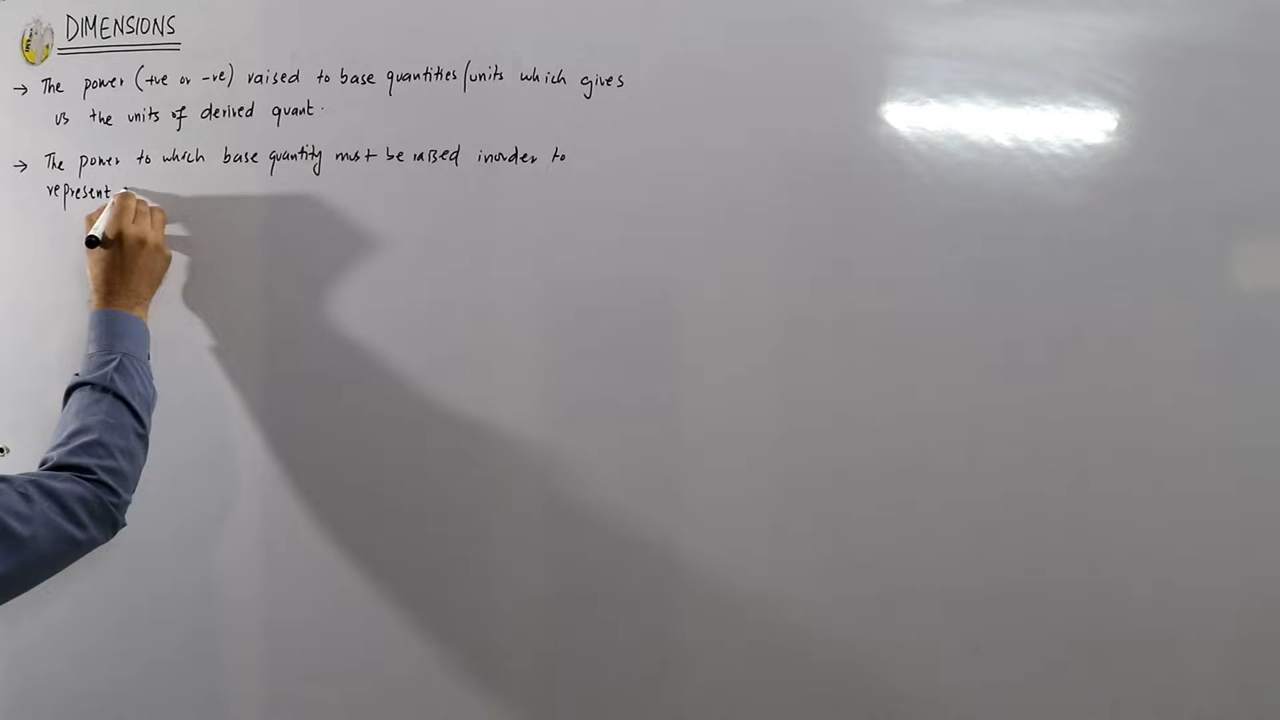 DIMENSIONS
→ The power (+ve or -ve) raised to base quantities/units which gives
us the units of derived quant.
→ The power to which base quantity must be raised inorder to
represent